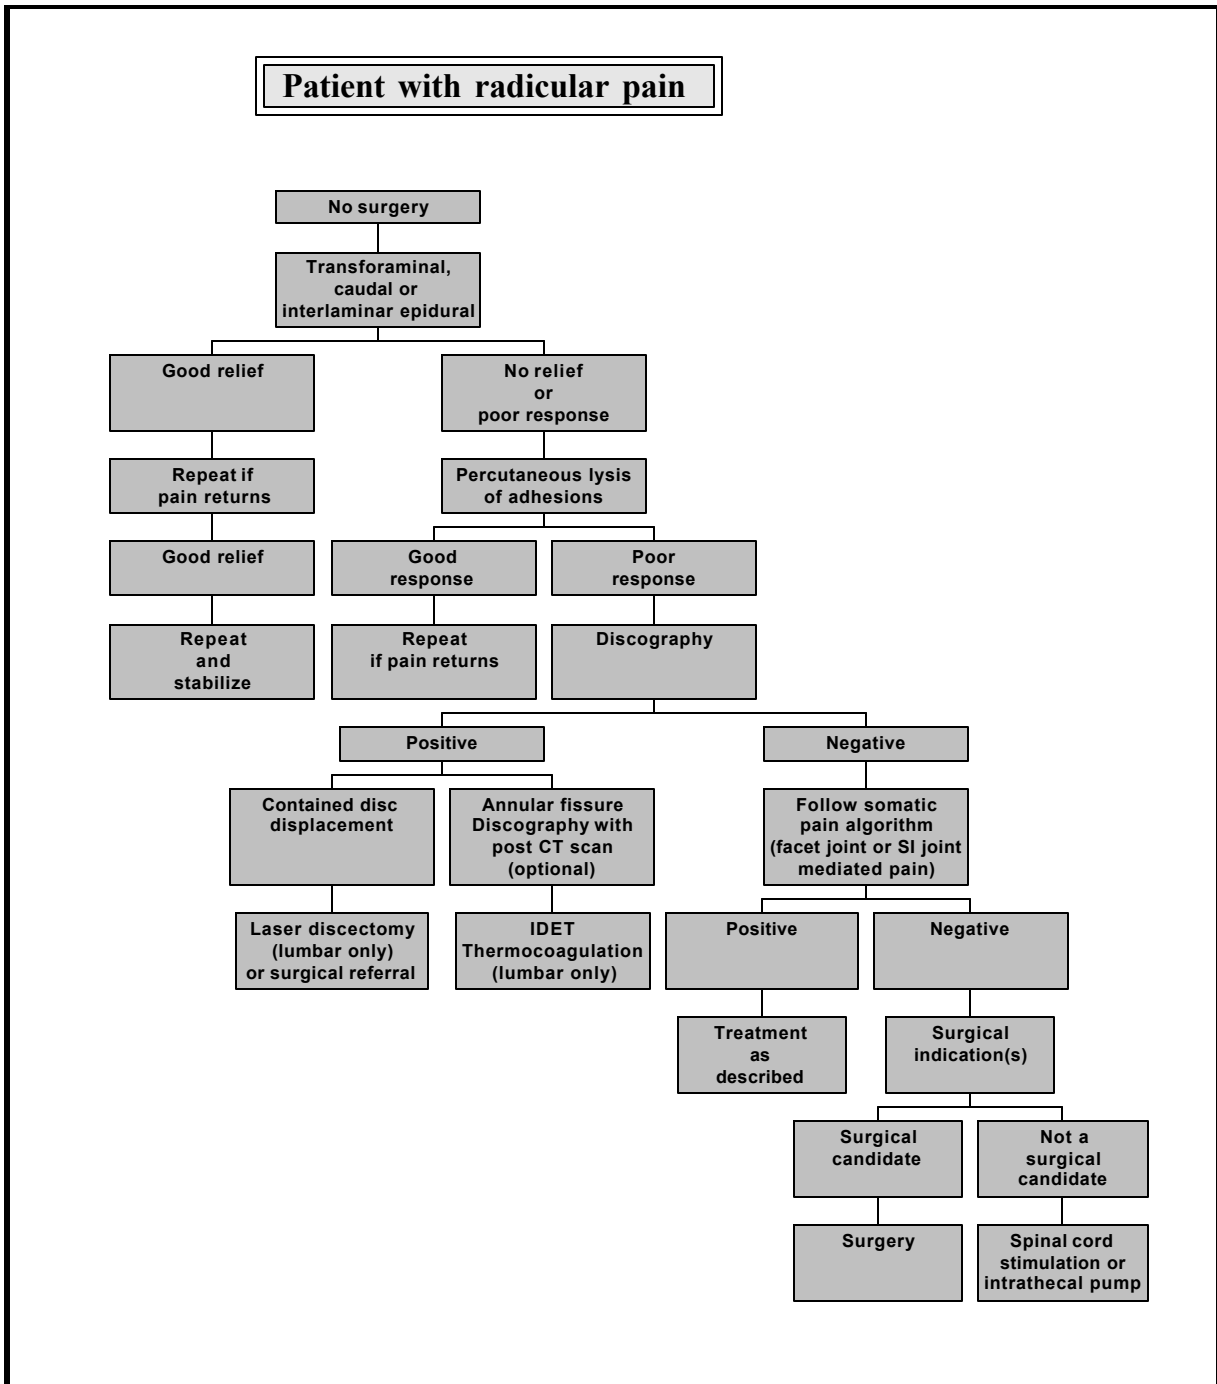 Patient with radicular pain
No surgery
Transforaminal,
caudal or
interlaminar epidural
Good relief
No relief
or
poor response
Repeat if
pain returns
Percutaneous lysis
of adhesions
Good relief
Good
response
Poor
response
Repeat
and
stabilize
Repeat
if pain returns
Discography
Positive
Negative
Contained disc
displacement
Annular fissure
Discography with
post CT scan
(optional)
Follow somatic
pain algorithm
(facet joint or SI joint
mediated pain)
Laser discectomy
(lumbar only)
or surgical referral
IDET
Thermocoagulation
(lumbar only)
Positive
Negative
Treatment
as
described
Surgical
indication(s)
Surgical
candidate
Not a
surgical
candidate
Surgery
Spinal cord
stimulation or
intrathecal pump